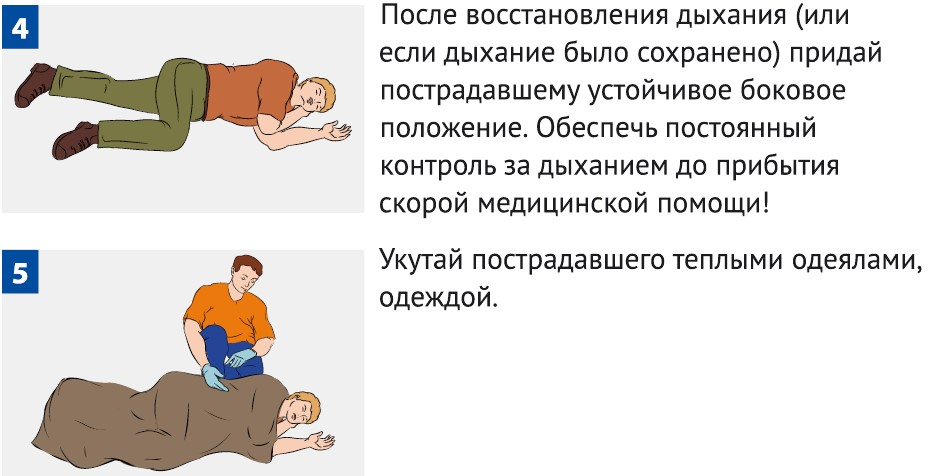 4
После восстановления дыхания (или
если дыхание было сохранено) придай
пострадавшему устойчивое боковое
положение. Обеспечь постоянный
контроль за дыханием до прибытия
скорой медицинской помощи!
5
Укутай пострадавшего теплыми одеялами,
одеждой.